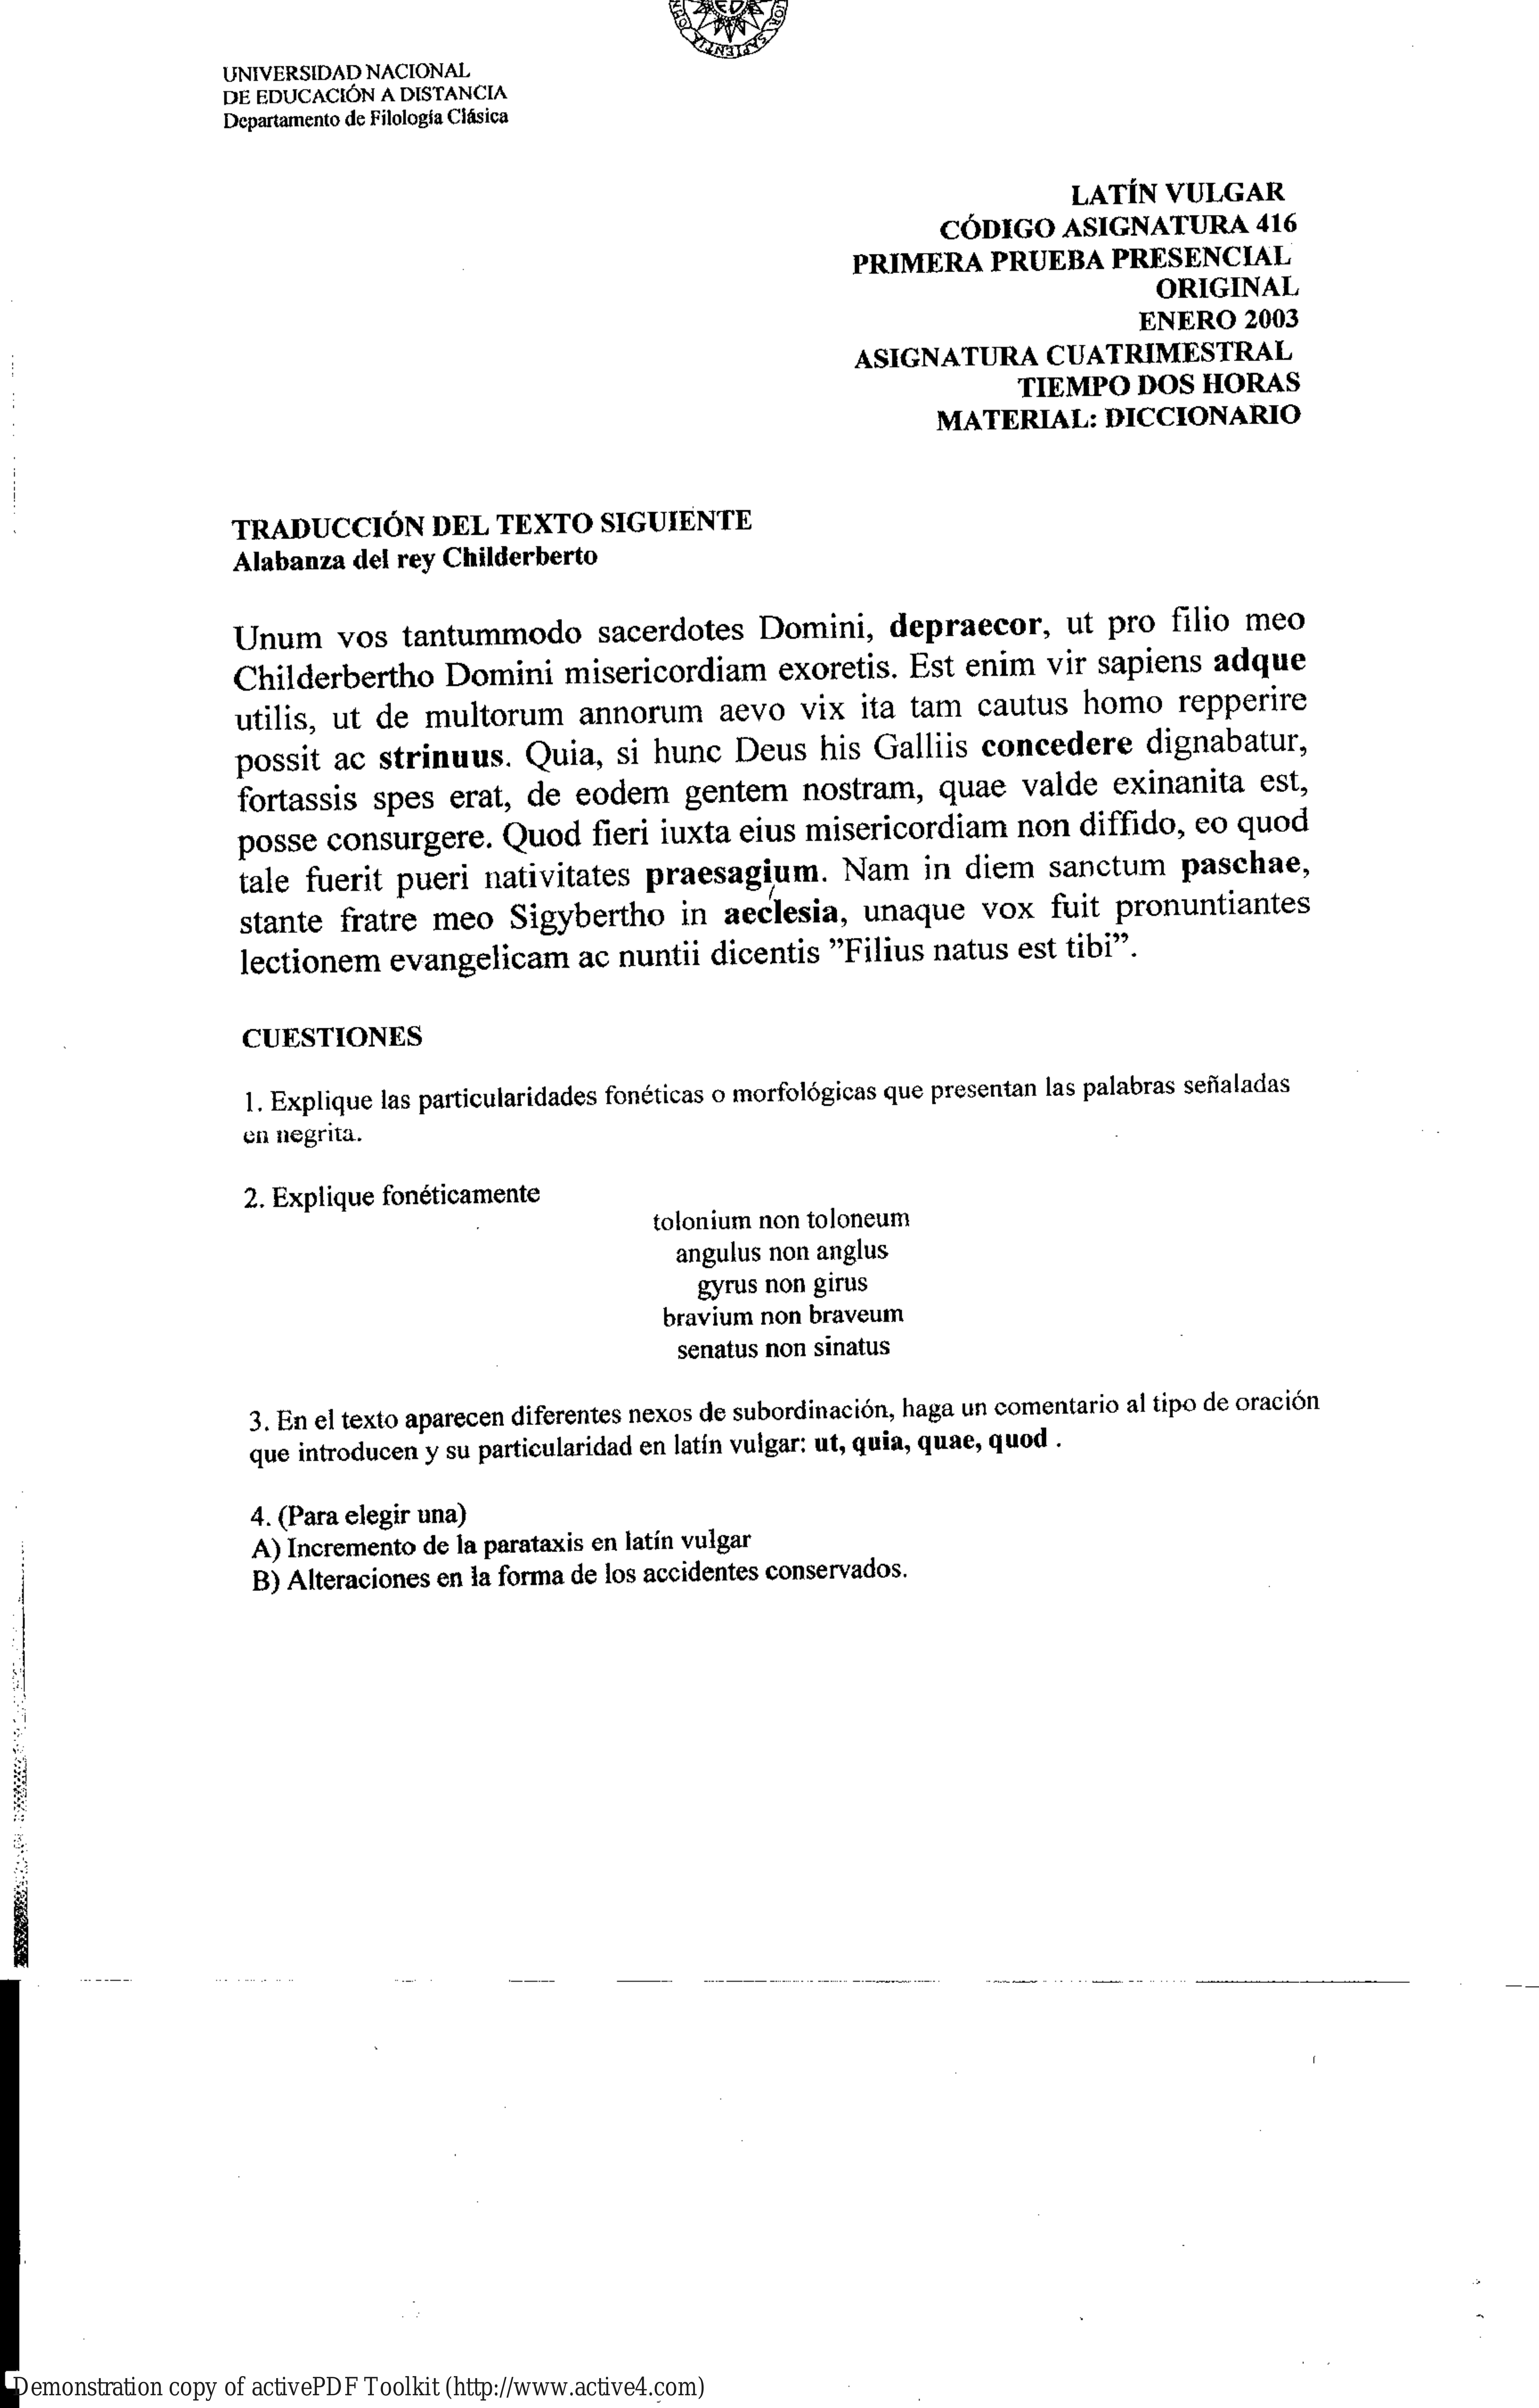 SAPIENTIA
UNIVERSIDAD NACIONAL
DE EDUCACIÓN A DISTANCIA
Departamento de Filología Clásica
LATÍN VULGAR
CÓDIGO ASIGNATURA 416
PRIMERA PRUEBA PRESENCIAL
ORIGINAL
ENERO 2003
ASIGNATURA CUATRIMESTRAL
TIEMPO DOS HORAS
MATERIAL: DICCIONARIO
TRADUCCIÓN DEL TEXTO SIGUIENTE
Alabanza del rey Childerberto
Unum vos tantummodo sacerdotes Domini, depraecor, ut pro filio meo
Childerbertho Domini misericordiam exoretis. Est enim vir sapiens adque
utilis, ut de multorum annorum aevo vix ita tam cautus homo repperire
possit ac strinuus. Quia, si hunc Deus his Galliis concedere dignabatur,
fortassis spes erat, de eodem gentem nostram, quae valde exinanita est,
posse consurgere. Quod fieri iuxta eius misericordiam non diffido, eo quod
tale fuerit pueri nativitates praesagium. Nam in diem sanctum paschae,
stante fratre meo Sigybertho in aeclesia, unaque vox fuit pronuntiantes
lectionem evangelicam ac nuntii dicentis ”Filius natus est tibi”.
CUESTIONES
1. Explique las particularidades fonéticas o morfológicas que presentan las palabras señaladas
en negrita.
2. Explique fonéticamente
tolonium non toloneum
angulus non anglus
gyrus non girus
bravium non braveum
senatus non sinatus
3. En el texto aparecen diferentes nexos de subordinación, haga un comentario al tipo de oración
que introducen y su particularidad en latín vulgar: ut, quia, quae, quod .
4. (Para elegir una)
A) Incremento de la parataxis en latín vulgar
B) Alteraciones en la forma de los accidentes conservados.
Demonstration copy of activePDF Toolkit (http://www.active4.com)